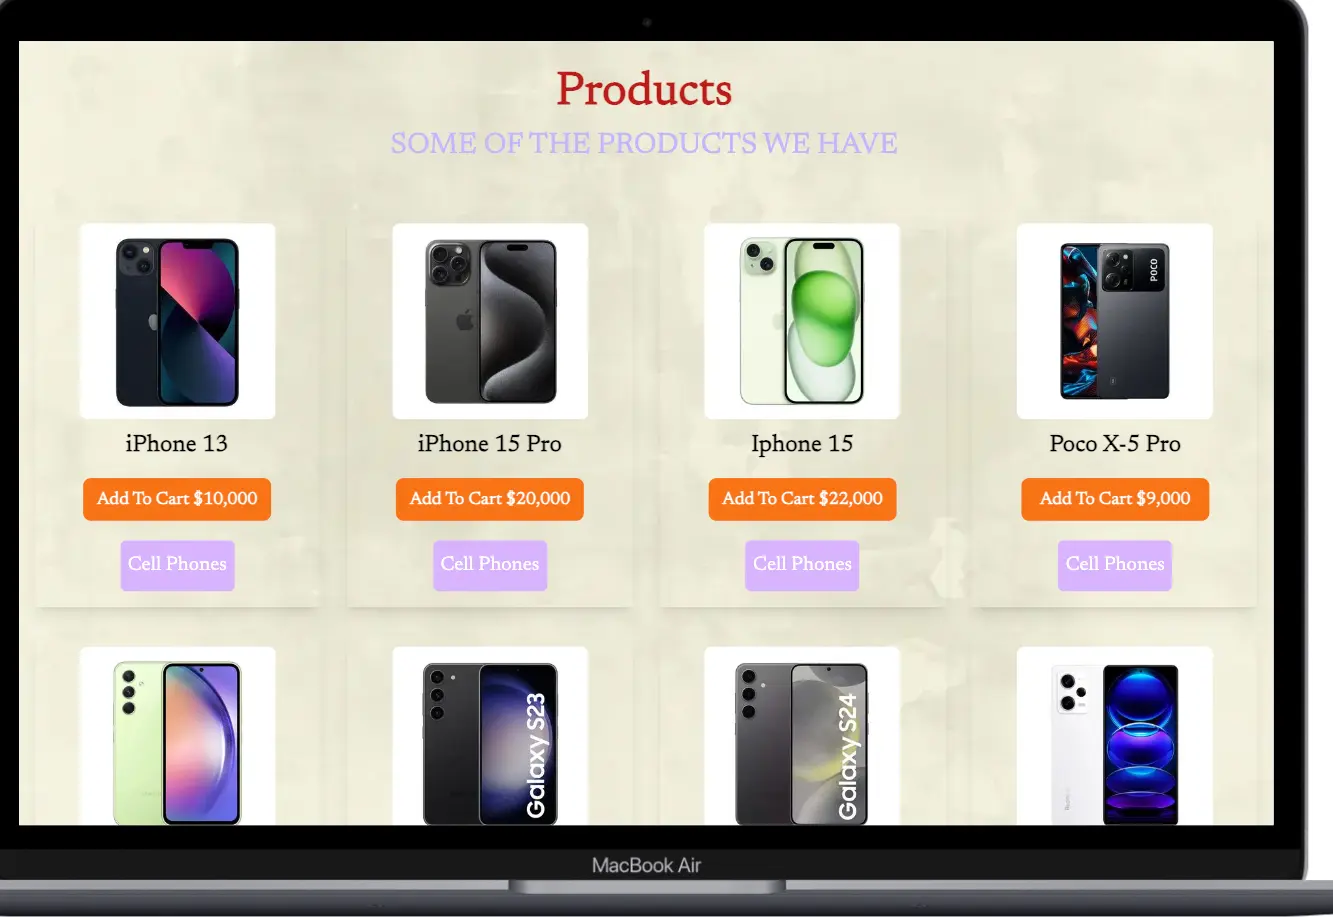 Products
SOME OF THE PRODUCTS WE HAVE
POCO
iPhone 13
iPhone 15 Pro
Iphone 15
Poco X-5 Pro
Add To Cart $10,000
Add To Cart $20,000
Add To Cart $22,000
Add To Cart $9,000
Cell Phones
Cell Phones
Cell Phones
Cell Phones
Galaxy S23
Galaxy S24
MacBook Air